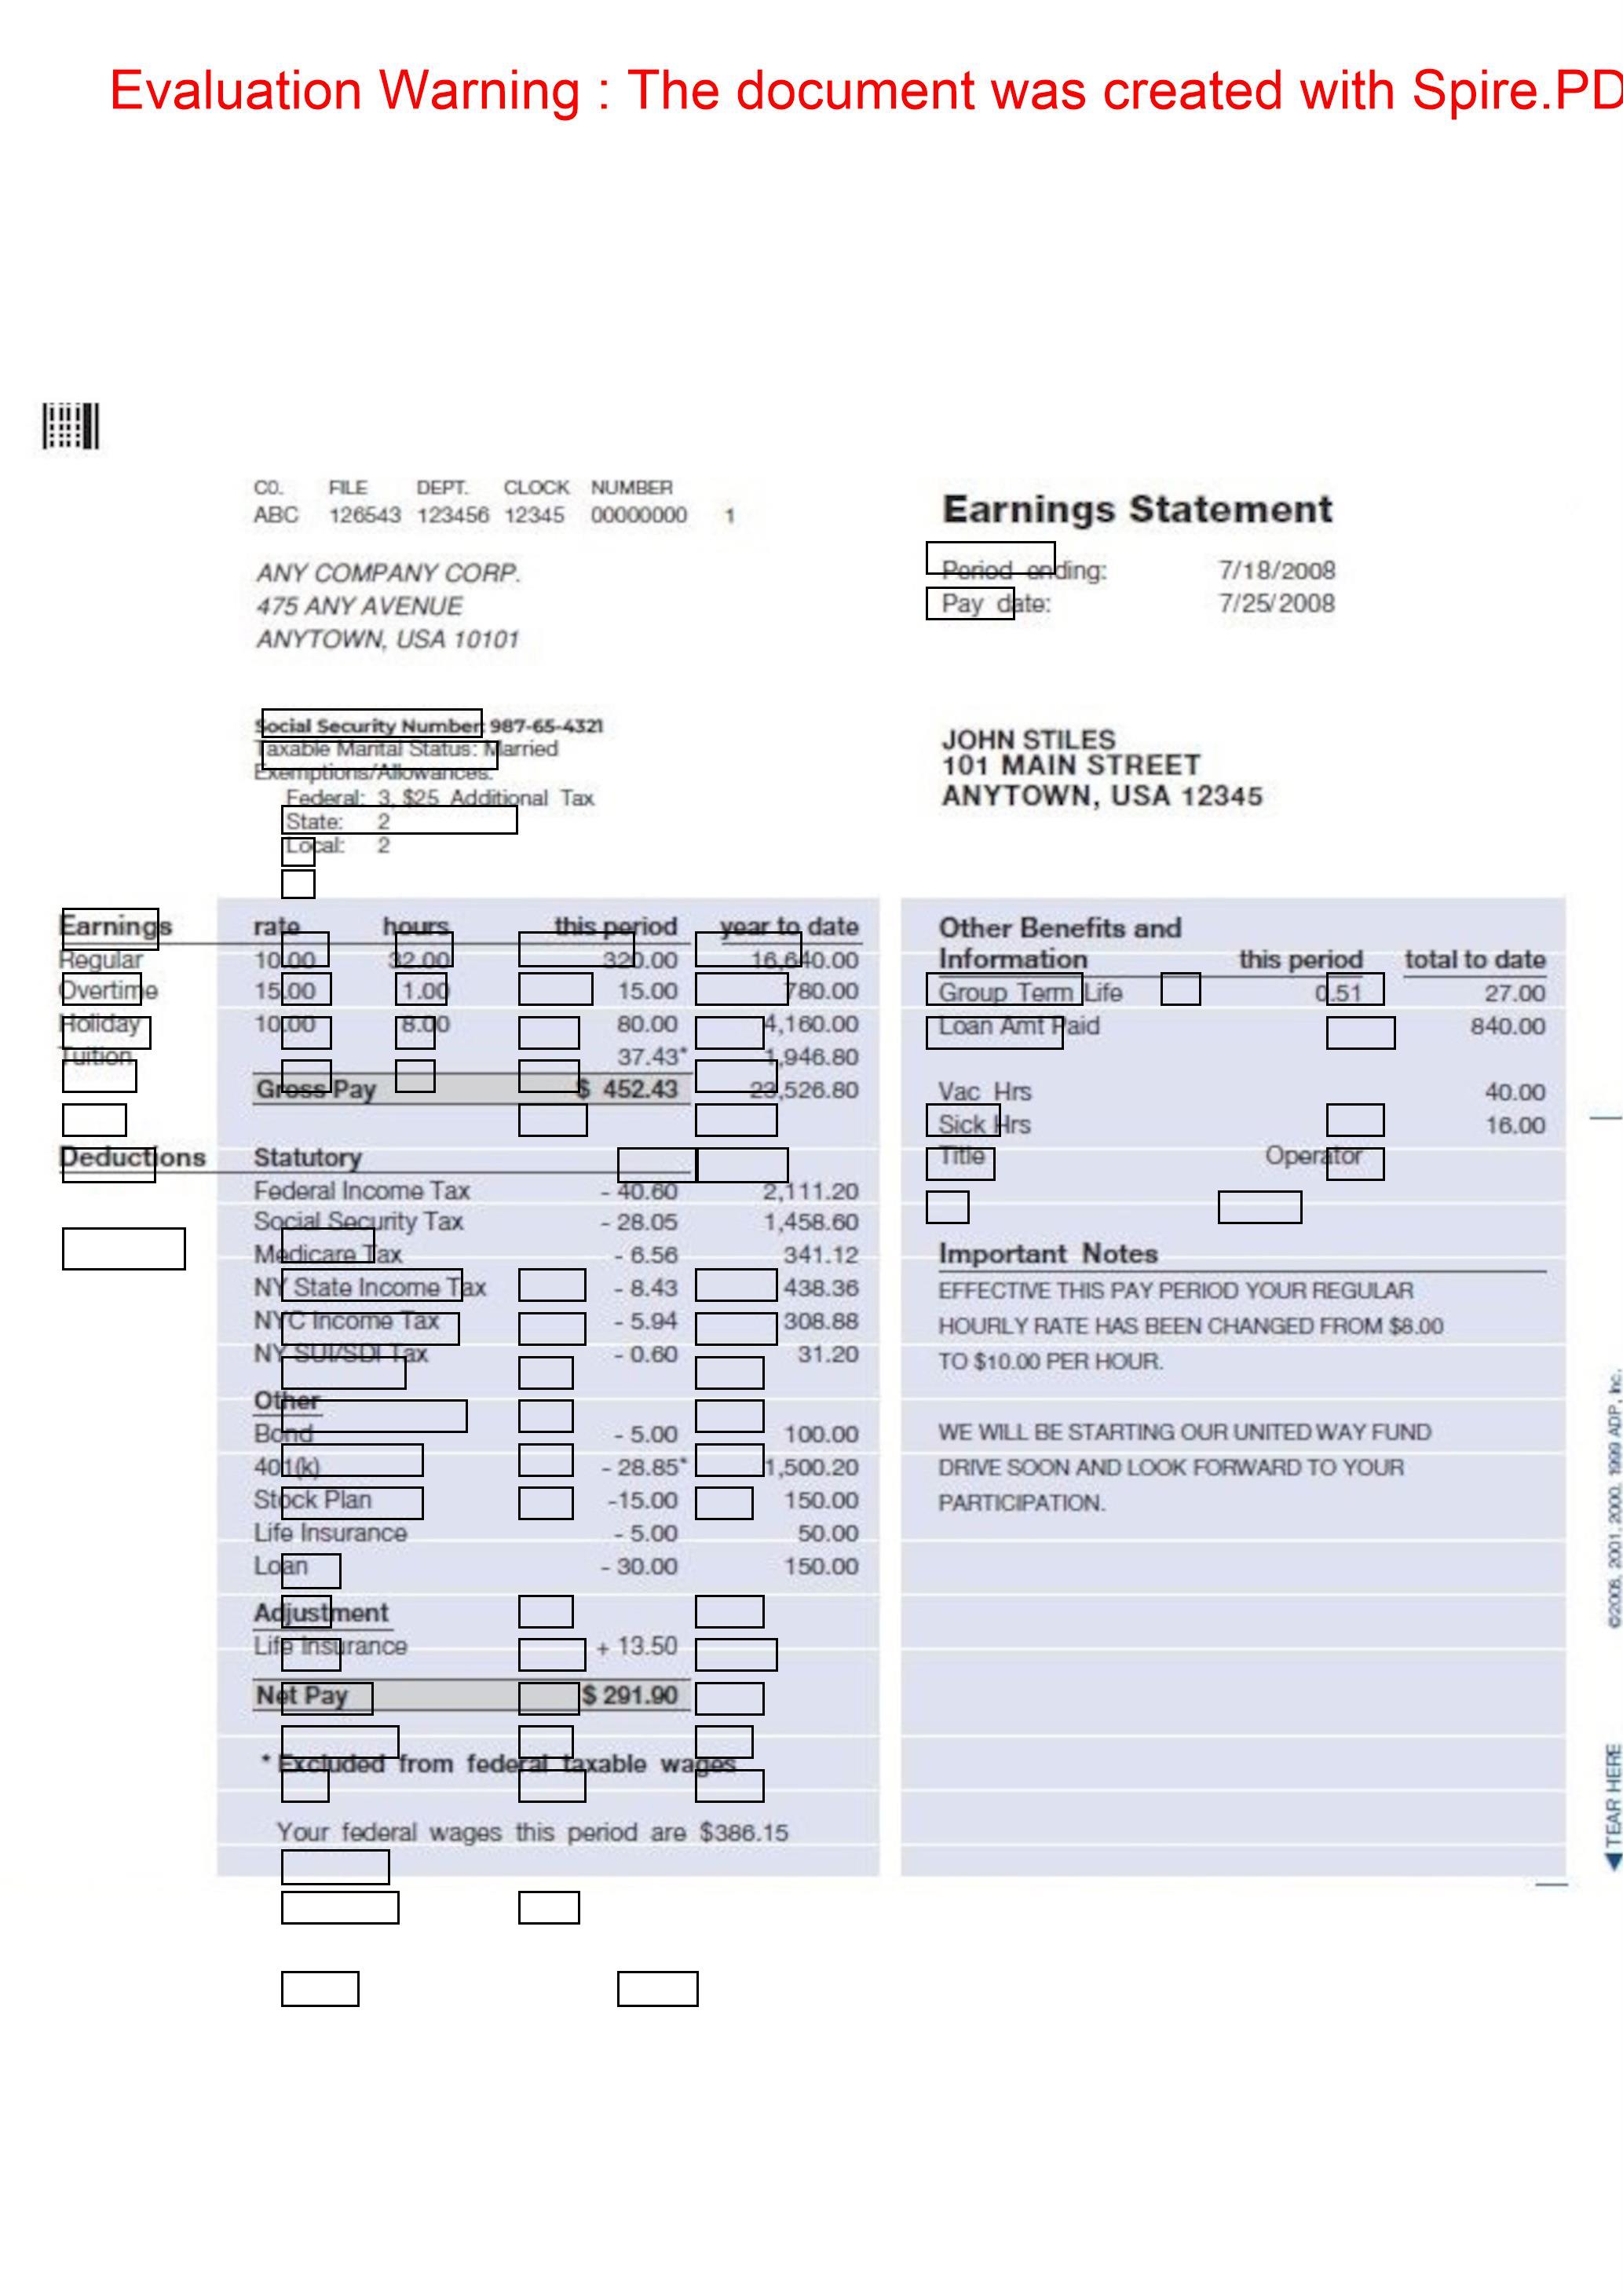 Evaluation Warning : The document was created with Spire.PD
CO. FILE DEPT. CLOCK NUMBER
ABC 126543 123456 12345 00000000 1
Earnings Statement
ANY COMPANY CORP.
475 ANY AVENUE
ANYTOWN, USA 10101
Period ending: 7/18/2008
Pay date: 7/25/2008
Social Security Number: 987-65-4321
Taxable Marital Status: Married
Exemptions/Allowances:
Federal: 3, $25 Additional Tax
State: 2
Local: 2
JOHN STILES
101 MAIN STREET
ANYTOWN, USA 12345
Earnings rate hours this period year to date
Regular 10.00 32.00 320.00 16,640.00
Overtime 15.00 1.00 15.00 780.00
Holiday 10.00 8.00 80.00 4,160.00
Tuition 37.43* 1,946.80
Gross Pay $ 452.43 23,526.80
Deductions Statutory
Federal Income Tax - 40.60 2,111.20
Social Security Tax - 28.05 1,458.60
Medicare Tax - 6.56 341.12
NY State Income Tax - 8.43 438.36
NYC Income Tax - 5.94 308.88
NY SUI/SDI Tax - 0.60 31.20
Other
Bond - 5.00 100.00
401(k) - 28.85* 1,500.20
Stock Plan -15.00 150.00
Life Insurance - 5.00 50.00
Loan - 30.00 150.00
Adjustment
Life Insurance + 13.50
Net Pay $ 291.90
* Excluded from federal taxable wages
Your federal wages this period are $386.15
Other Benefits and
Information this period total to date
Group Term Life 0.51 27.00
Loan Amt Paid 840.00
Vac Hrs 40.00
Sick Hrs 16.00
Title Operator
Important Notes
EFFECTIVE THIS PAY PERIOD YOUR REGULAR
HOURLY RATE HAS BEEN CHANGED FROM $8.00
TO $10.00 PER HOUR.
WE WILL BE STARTING OUR UNITED WAY FUND
DRIVE SOON AND LOOK FORWARD TO YOUR
PARTICIPATION.
©2006, 2001, 2000, 1999 ADP, Inc.
TEAR HERE